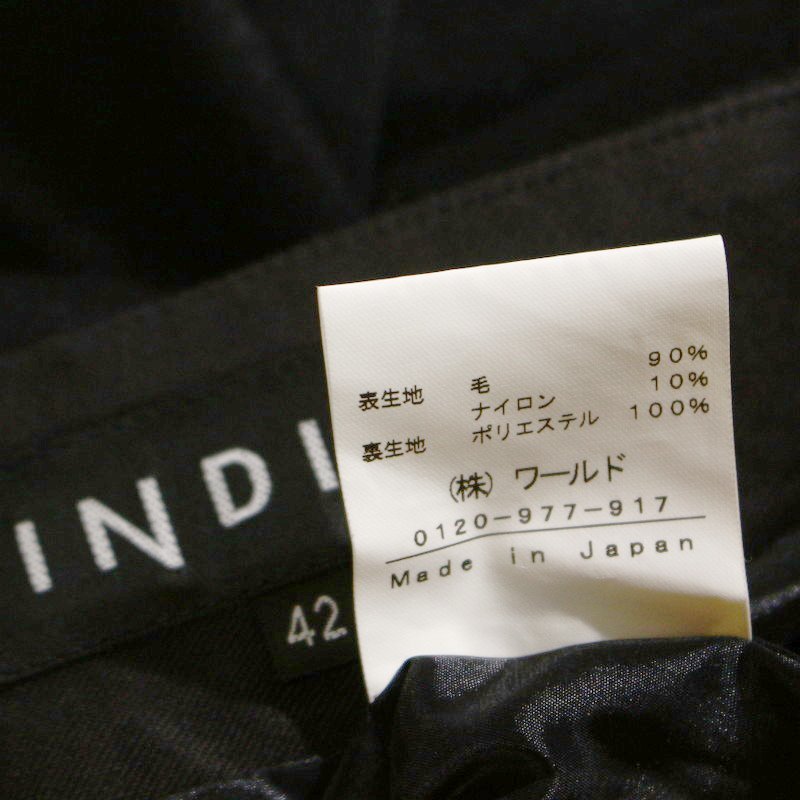 表生地 毛 90%
ナイロン 10%
裏生地 ポリエステル 100%
(株) ワールド
0120-977-917
Made in Japan
INDI
42